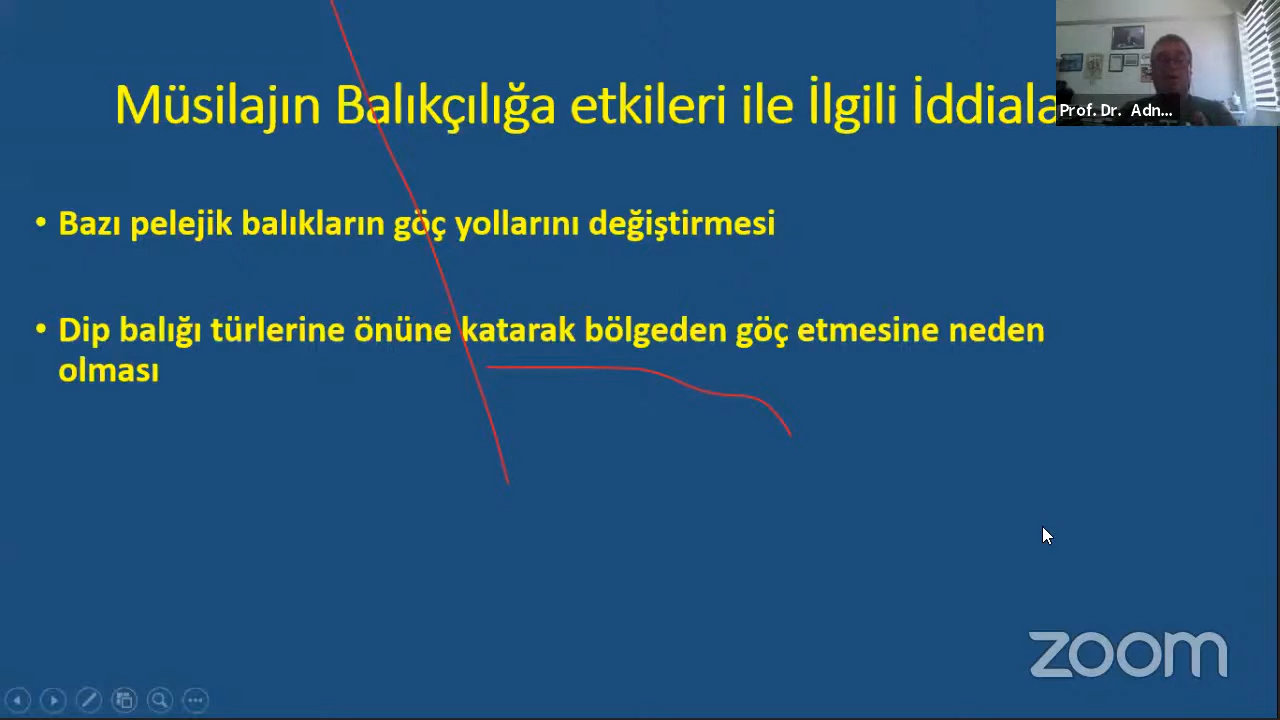 Müsilajın Balıkçılığa etkileri ile İlgili İddiala
Prof. Dr. Adn...
• Bazı pelejik balıkların göç yollarını değiştirmesi
• Dip balığı türlerine önüne katarak bölgeden göç etmesine neden
olması
zoom